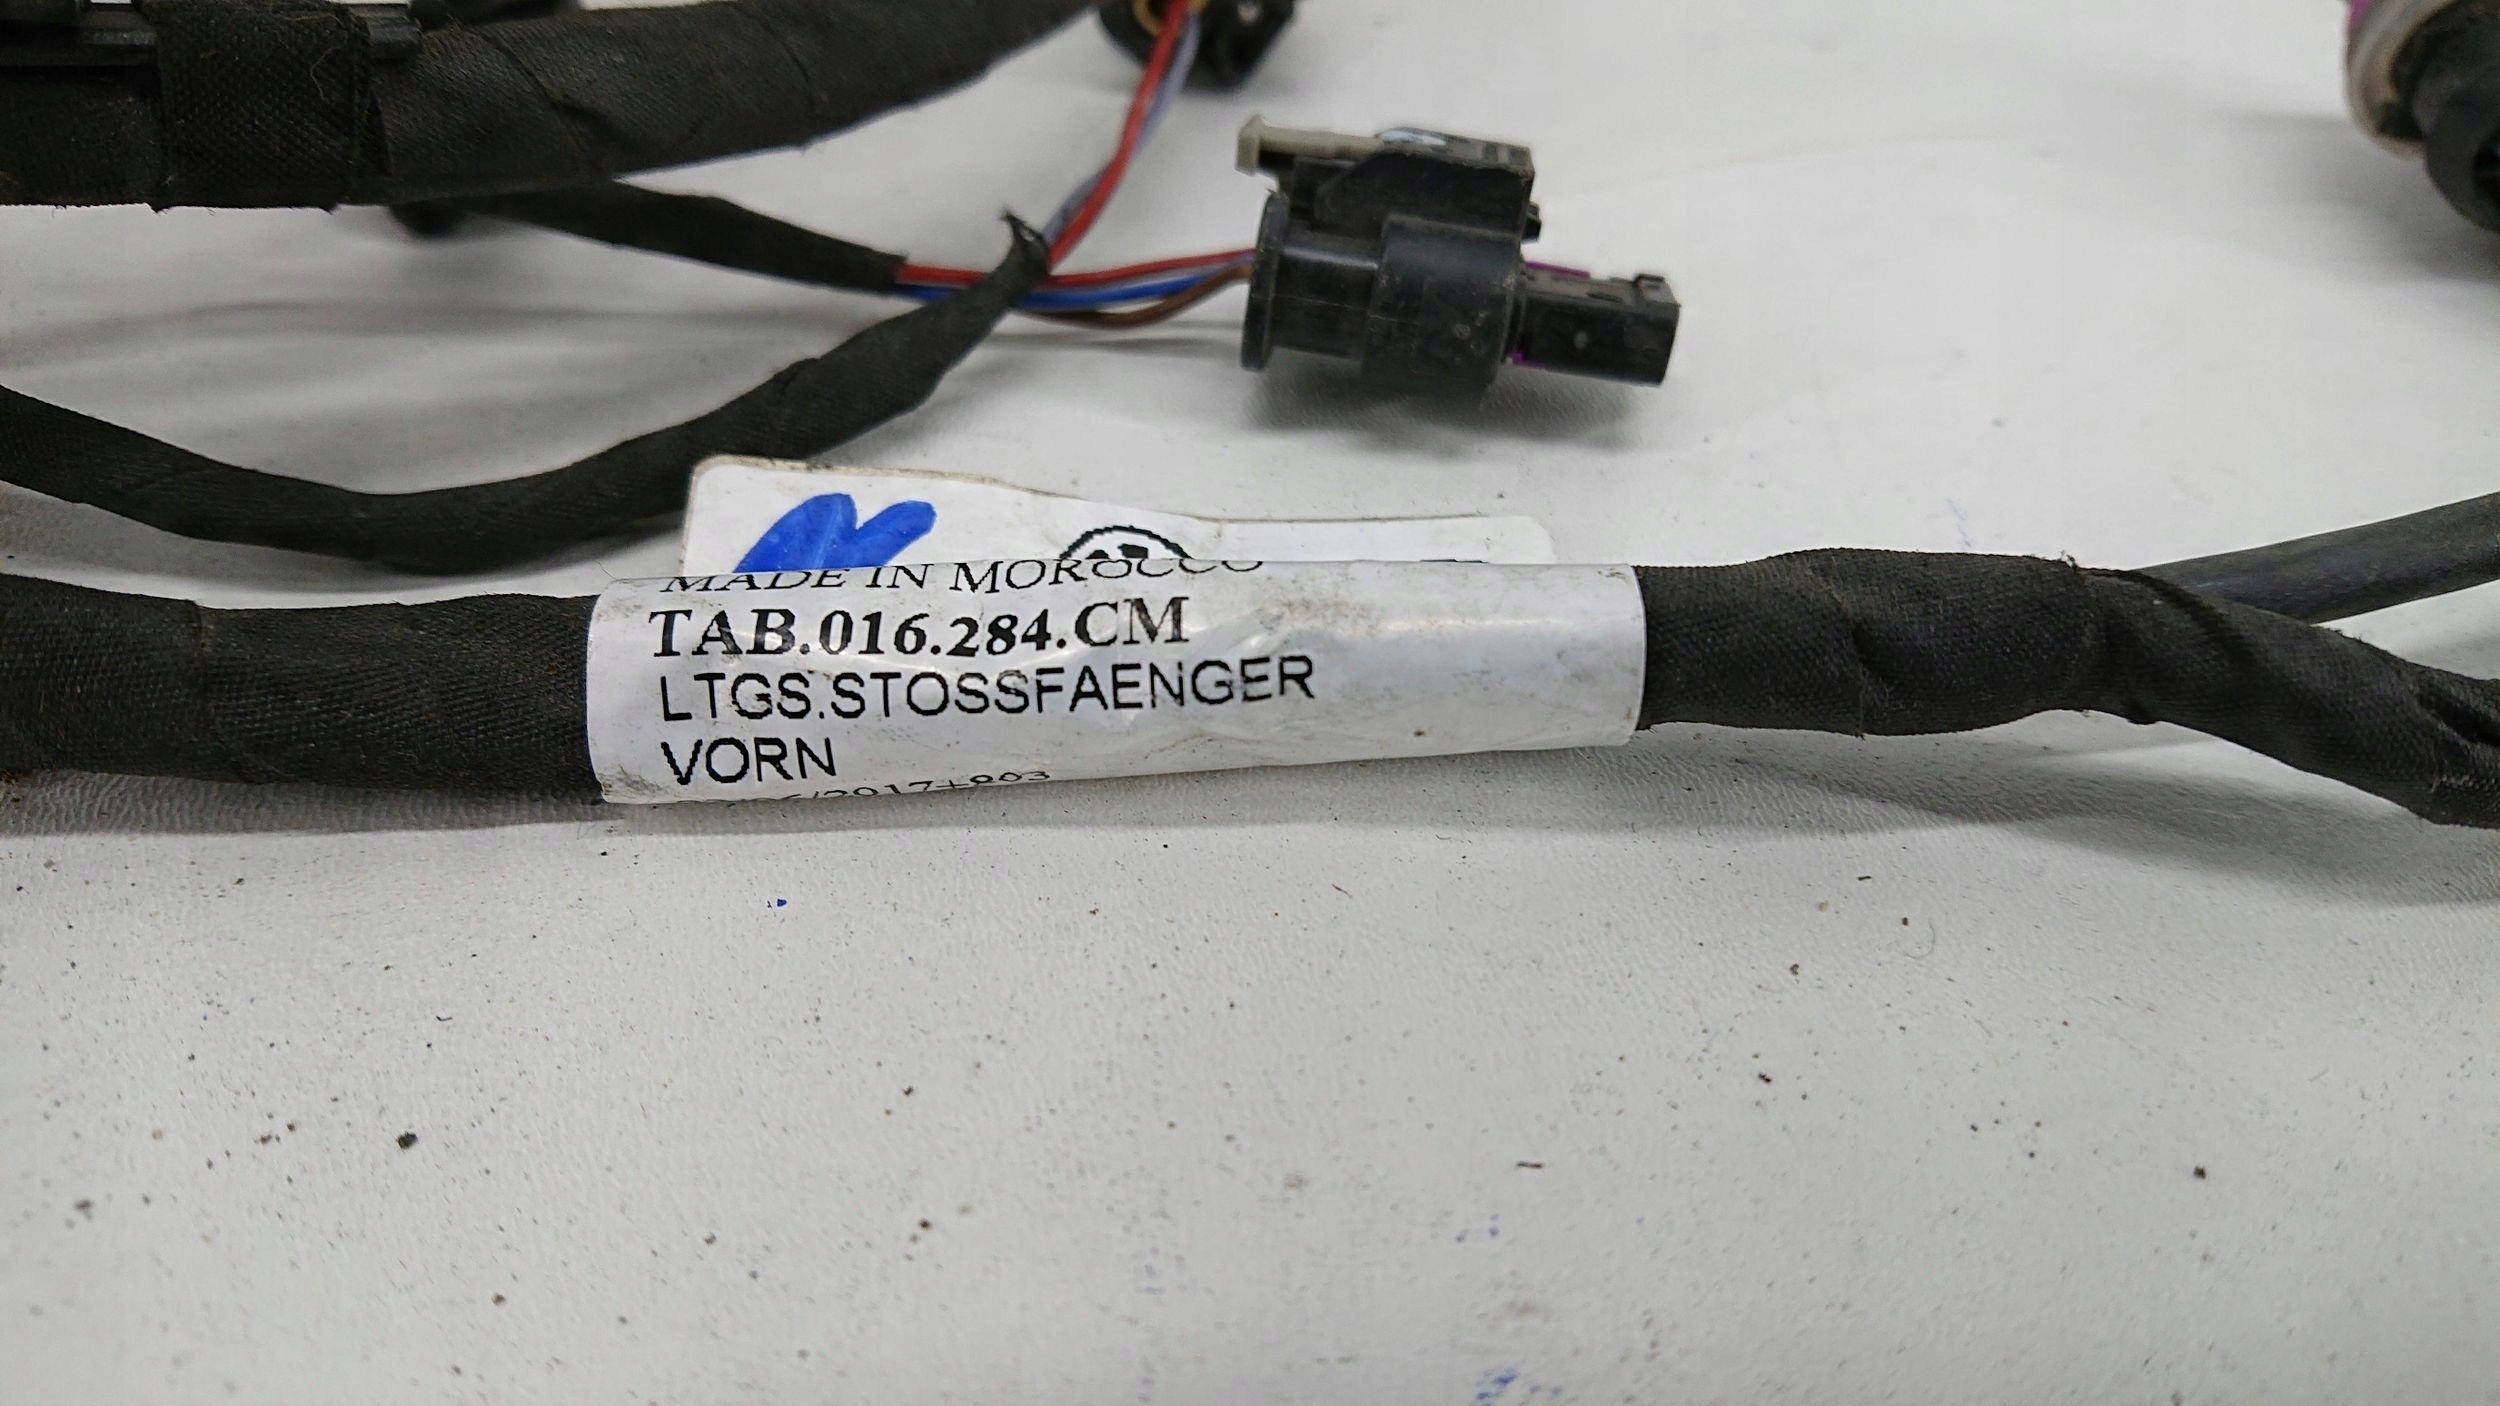 MADE IN MOROCCO
TAB.016.284.CM
LTGS.STOSSFAENGER
VORN